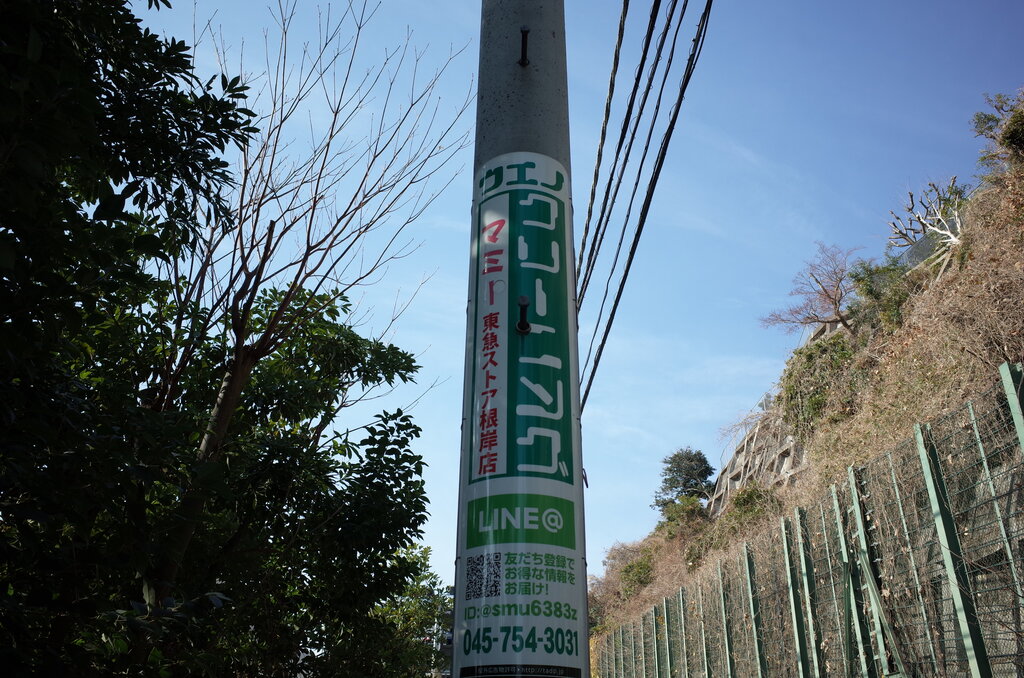 ウエノ
クリーニング
マミー 東急ストア根岸店
LINE@
友だち登録で
お得な情報を
お届け!
ID:@smu6383z
045-754-3031